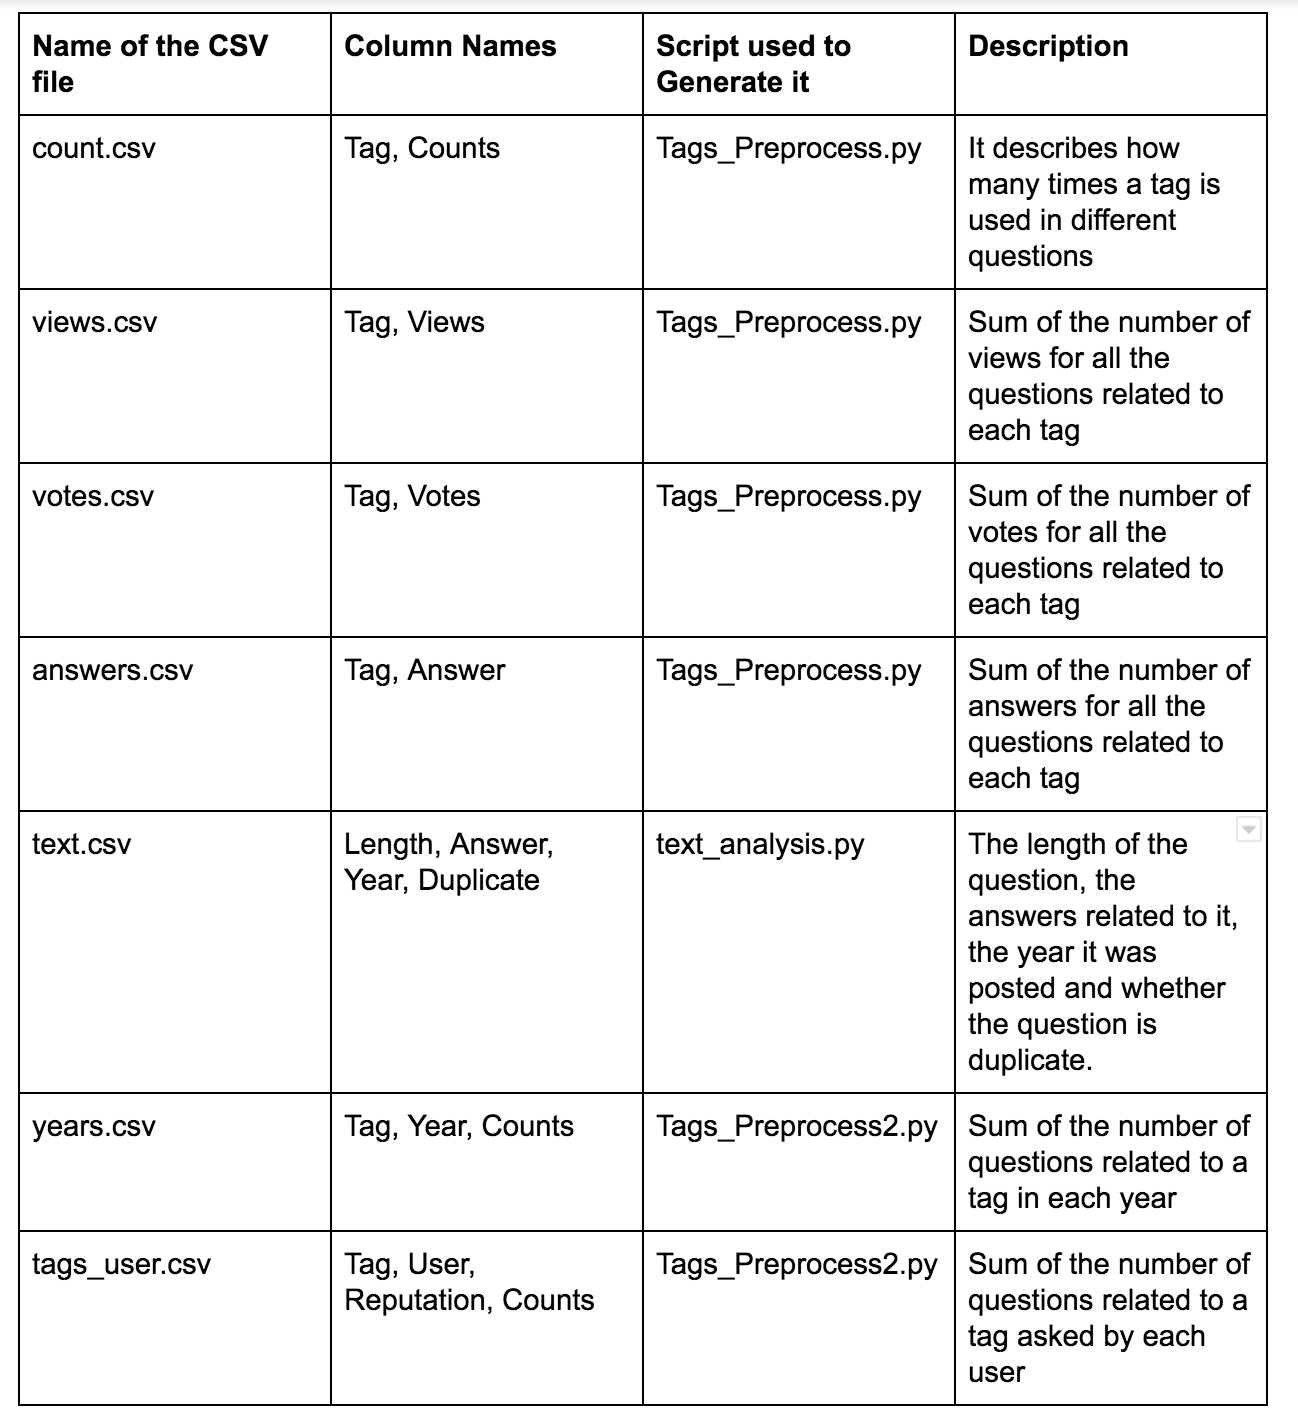 Name of the CSV
file
Column Names
Script used to
Generate it
Description
count.csv
Tag, Counts
Tags_Preprocess.py
It describes how
many times a tag is
used in different
questions
views.csv
Tag, Views
Tags_Preprocess.py
Sum of the number of
views for all the
questions related to
each tag
votes.csv
Tag, Votes
Tags_Preprocess.py
Sum of the number of
votes for all the
questions related to
each tag
answers.csv
Tag, Answer
Tags_Preprocess.py
Sum of the number of
answers for all the
questions related to
each tag
text.csv
Length, Answer,
Year, Duplicate
text_analysis.py
The length of the
question, the
answers related to it,
the year it was
posted and whether
the question is
duplicate.
years.csv
Tag, Year, Counts
Tags_Preprocess2.py
Sum of the number of
questions related to a
tag in each year
tags_user.csv
Tag, User,
Reputation, Counts
Tags_Preprocess2.py
Sum of the number of
questions related to a
tag asked by each
user